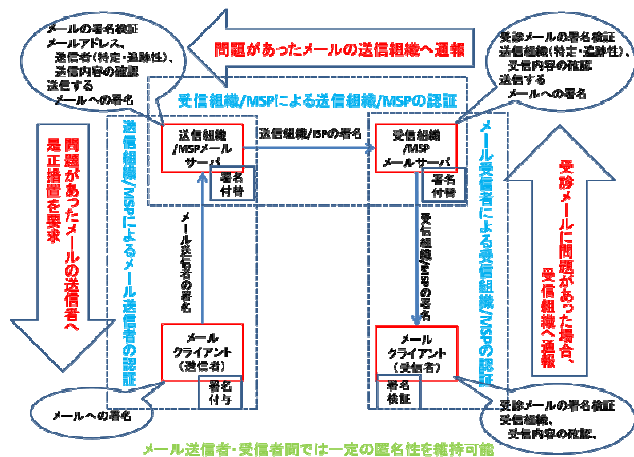 メールの署名検証
メールアドレス、
送信者(特定・追跡性)、
送信内容の確認
送信する
メールへの署名
問題があったメールの送信組織へ通報
受診メールの署名検証
送信組織(特定・追跡性)、
受信内容の確認
送信する
メールへの署名
受信組織/MSPによる送信組織/MSPの認証
送信組織
/MSPメール
サーバ
署名
付替
送信組織/ISPの署名
受信組織
/MSP
メールサーバ
署名
付替
問題があったメールの送信者へ
是正措置を要求
送信組織/MSPによるメール送信者の認証
メール送信者の署名
受信組織/MSPの署名
メール受信者による受信組織/MSPの認証
受診メールに問題があった場合、
受信組織へ通報
メール
クライアント
(送信者)
署名
付与
メール
クライアント
(受信者)
署名
検証
メールへの署名
受診メールの署名検証
受信組織、
受信内容の確認、
メール送信者・受信者間では一定の匿名性を維持可能